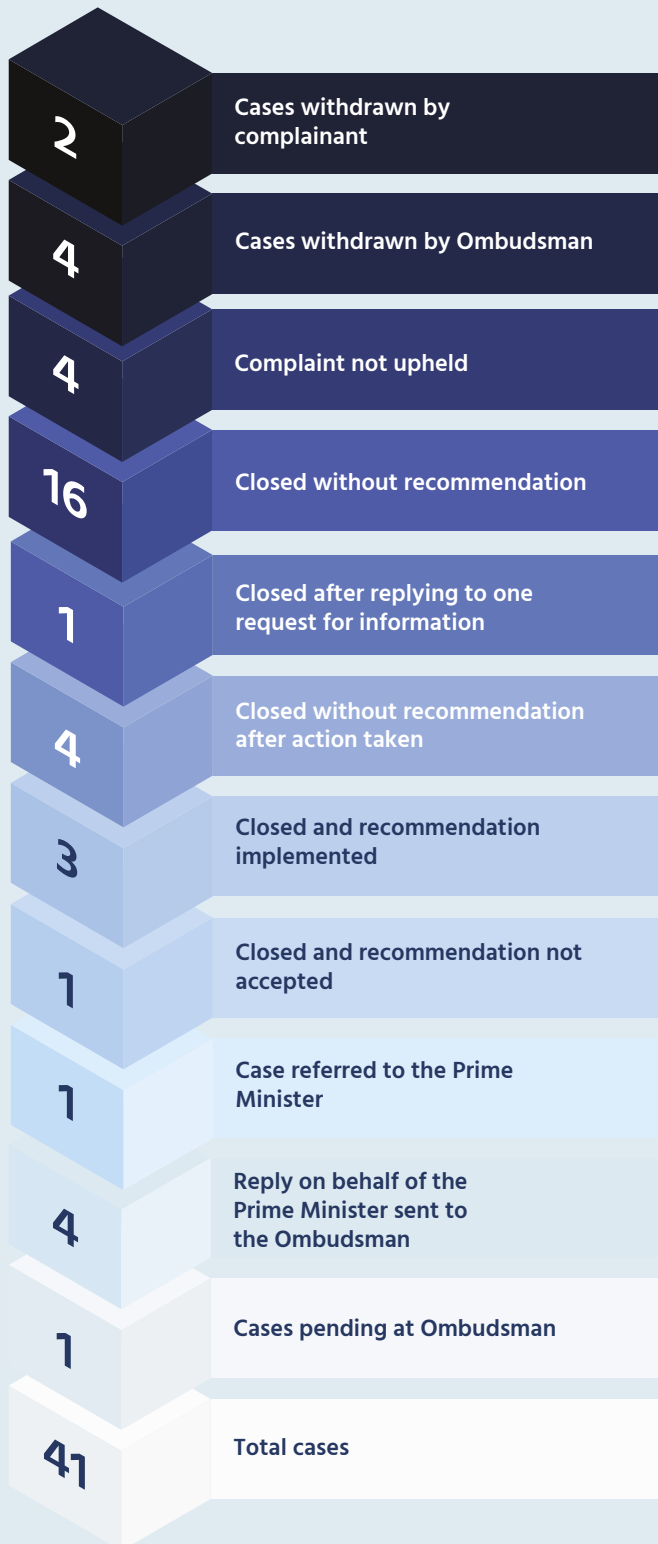 2
Cases withdrawn by
complainant
4
Cases withdrawn by Ombudsman
4
Complaint not upheld
16
Closed without recommendation
1
Closed after replying to one
request for information
4
Closed without recommendation
after action taken
3
Closed and recommendation
implemented
1
Closed and recommendation not
accepted
1
Case referred to the Prime
Minister
4
Reply on behalf of the
Prime Minister sent to
the Ombudsman
1
Cases pending at Ombudsman
41
Total cases